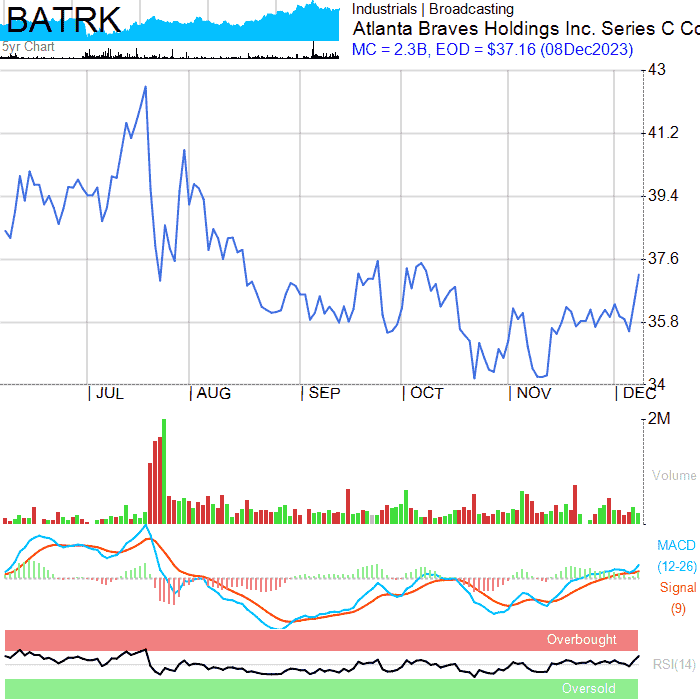 BATRK
5yr Chart
Industrials | Broadcasting
Atlanta Braves Holdings Inc. Series C Co
MC = 2.3B, EOD = $37.16 (08Dec2023)
43
41.2
39.4
37.6
35.8
34
JUL AUG SEP OCT NOV DEC
2M
Volume
MACD
(12-26)
Signal
(9)
Overbought
RSI(14)
Oversold